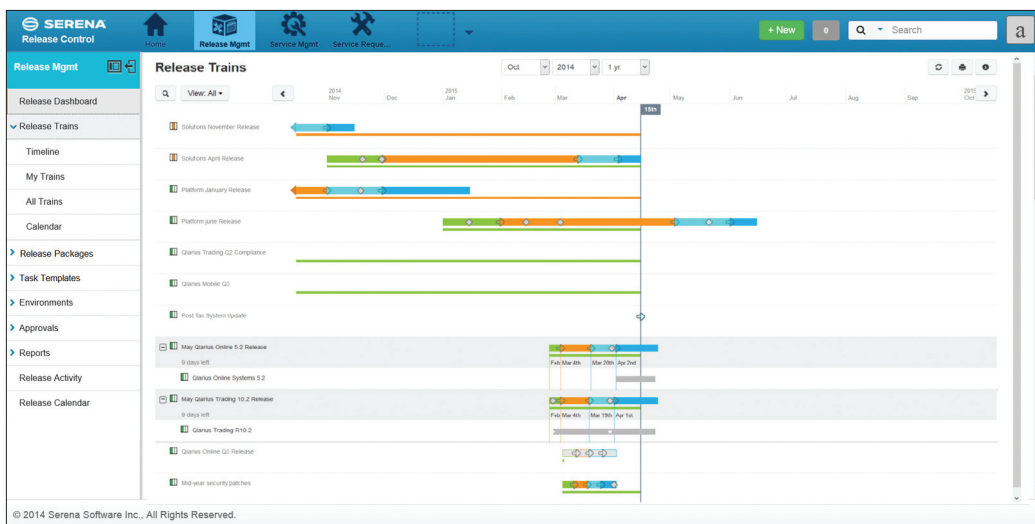 SERENA
Release Control
Home
Release Mgmt
Service Mgmt
Service Reque...
+ New
0
Search
a
Release Mgmt
Release Trains
Oct
2014
1 yr.
Release Dashboard
View: All
2014
Nov
Dec
2015
Jan
Feb
Mar
Apr
May
Jun
Jul
Aug
Sep
2015
Oct
15th
Release Trains
Timeline
My Trains
All Trains
Calendar
Release Packages
Task Templates
Environments
Approvals
Reports
Release Activity
Release Calendar
Solutions November Release
Solutions April Release
Platform January Release
Platform june Release
Qlarius Trading Q2 Compliance
Qlarius Mobile Q3
Post Tax System Update
May Qlarius Online 5.2 Release
9 days left
Feb Mar 4th Mar 20th Apr 2nd
Qlarius Online Systems 5.2
May Qlarius Trading 10.2 Release
9 days left
Feb Mar 4th Mar 19th Apr 1st
Qlarius Trading R10.2
Qlarius Online Q3 Release
Mid-year security patches
© 2014 Serena Software Inc., All Rights Reserved.